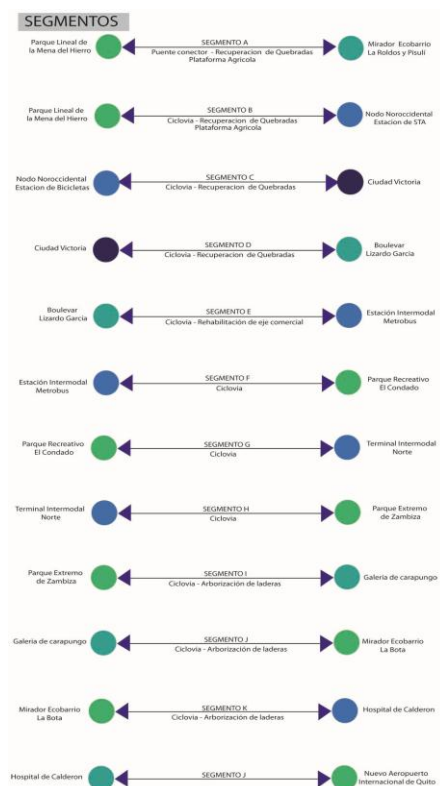 SEGMENTOS
Parque Lineal de
la Mena del Hierro
SEGMENTO A
Puente conector - Recuperacion de Quebradas
Plataforma Agricola
Mirador Ecobarrio
La Roldos y Pisulí
Parque Lineal de
la Mena del Hierro
SEGMENTO B
Ciclovia - Recuperacion de Quebradas
Plataforma Agricola
Nodo Noroccidental
Estación de STA
Nodo Noroccidental
Estacion de Bicicletas
SEGMENTO C
Ciclovia - Recuperacion de Quebradas
Ciudad Victoria
Ciudad Victoria
SEGMENTO D
Ciclovia - Recuperacion de Quebradas
Boulevar
Lizardo García
Boulevar
Lizardo García
SEGMENTO E
Ciclovia - Rehabilitación de eje comercial
Estación Intermodal
Metrobus
Estación Intermodal
Metrobus
SEGMENTO F
Ciclovia
Parque Recreativo
El Condado
Parque Recreativo
El Condado
SEGMENTO G
Ciclovia
Terminal Intermodal
Norte
Terminal Intermodal
Norte
SEGMENTO H
Ciclovia
Parque Extremo
de Zambiza
Parque Extremo
de Zambiza
SEGMENTO I
Ciclovia - Arborización de laderas
Galeria de carapungo
Galeria de carapungo
SEGMENTO J
Ciclovia - Arborización de laderas
Mirador Ecobarrio
La Bota
Mirador Ecobarrio
La Bota
SEGMENTO K
Ciclovia - Arborización de laderas
Hospital de Calderon
Hospital de Calderon
SEGMENTO J
Nuevo Aeropuerto
Internacional de Quito